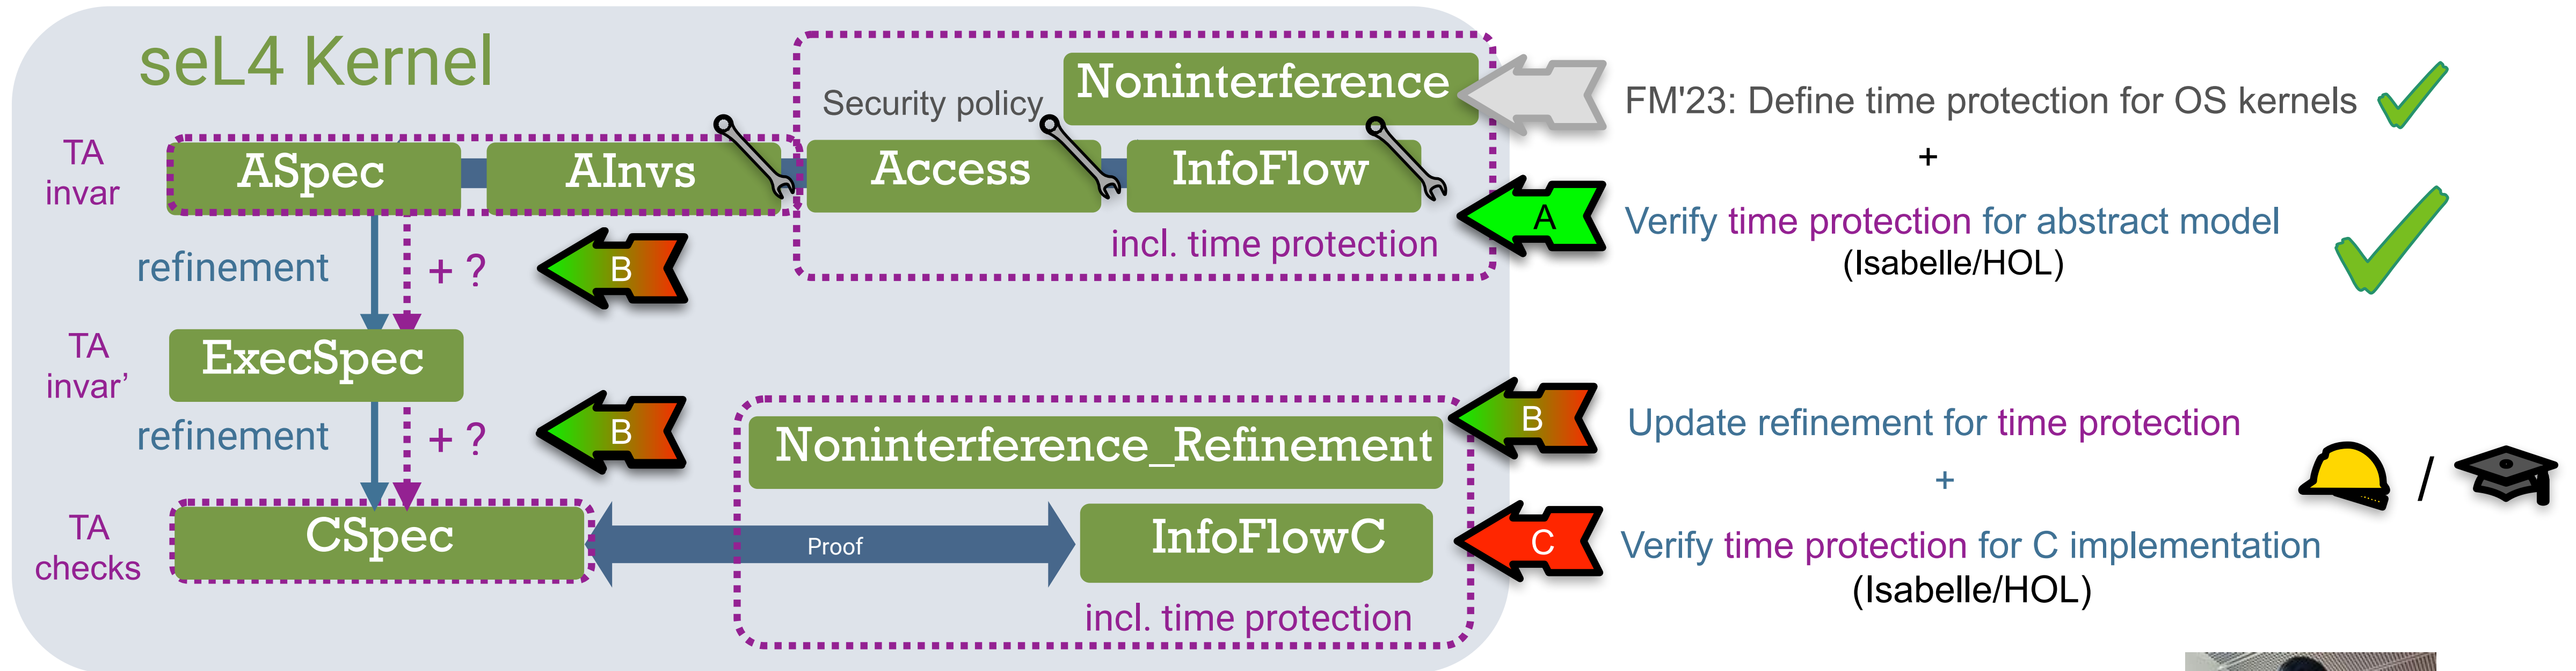 seL4 Kernel
Security policy
Noninterference
FM'23: Define time protection for OS kernels
+
TA
invar
ASpec
AInvs
Access
InfoFlow
A
Verify time protection for abstract model
(Isabelle/HOL)
incl. time protection
refinement
+ ?
B
TA
invar’
ExecSpec
refinement
+ ?
B
Noninterference_Refinement
B
Update refinement for time protection
+
/
TA
checks
CSpec
Proof
InfoFlowC
C
Verify time protection for C implementation
(Isabelle/HOL)
incl. time protection